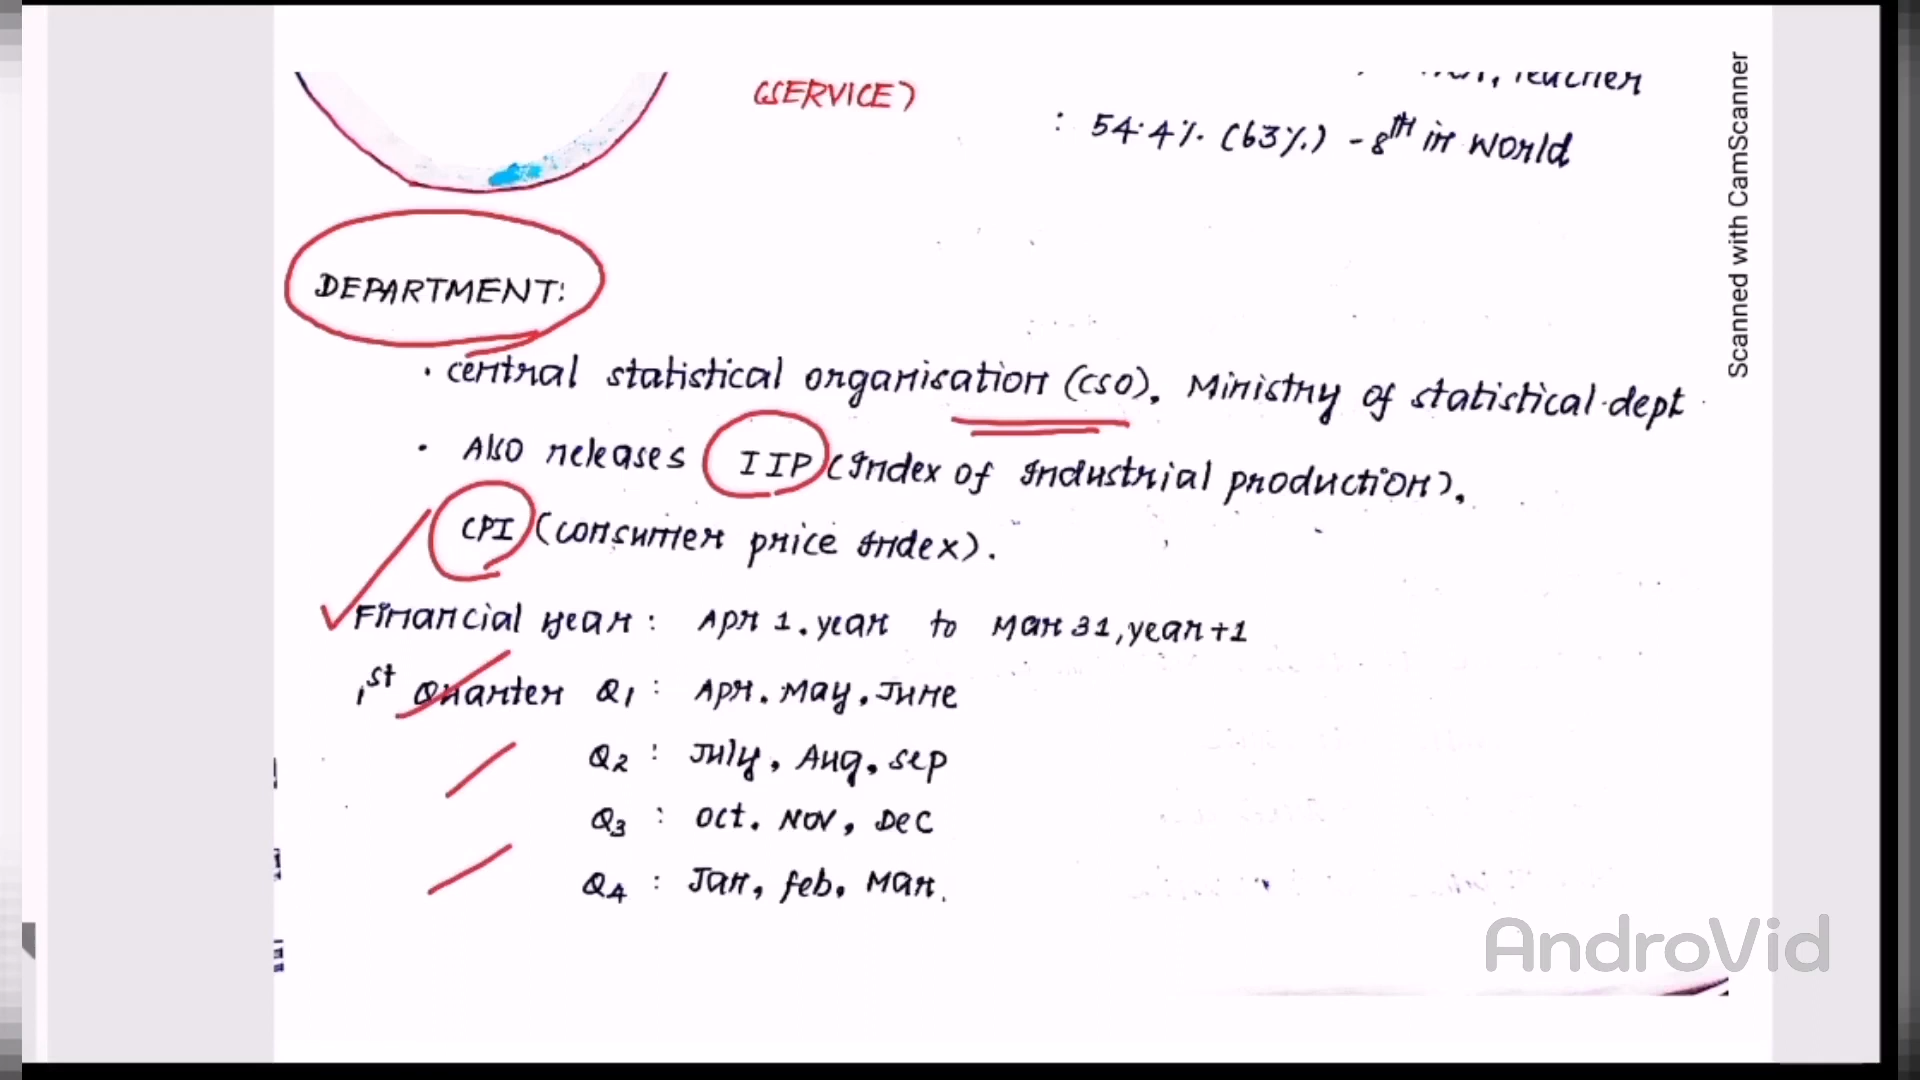 (SERVICE)
, Teacher
: 54.4%. (63%.) - 8th in world
DEPARTMENT:
. central statistical organisation (CSO). Ministry of statistical dept.
. Also releases IIP (Index of Industrial production).
CPI (consumer price Index).
Financial year : Apr 1. year to Mar 31, year+1
1st Quarter Q1 : Apr. May. June
Q2 : July, Aug, sep
Q3 : Oct. Nov, Dec
Q4 : Jan, feb. Mar.
Scanned with CamScanner
AndroVid